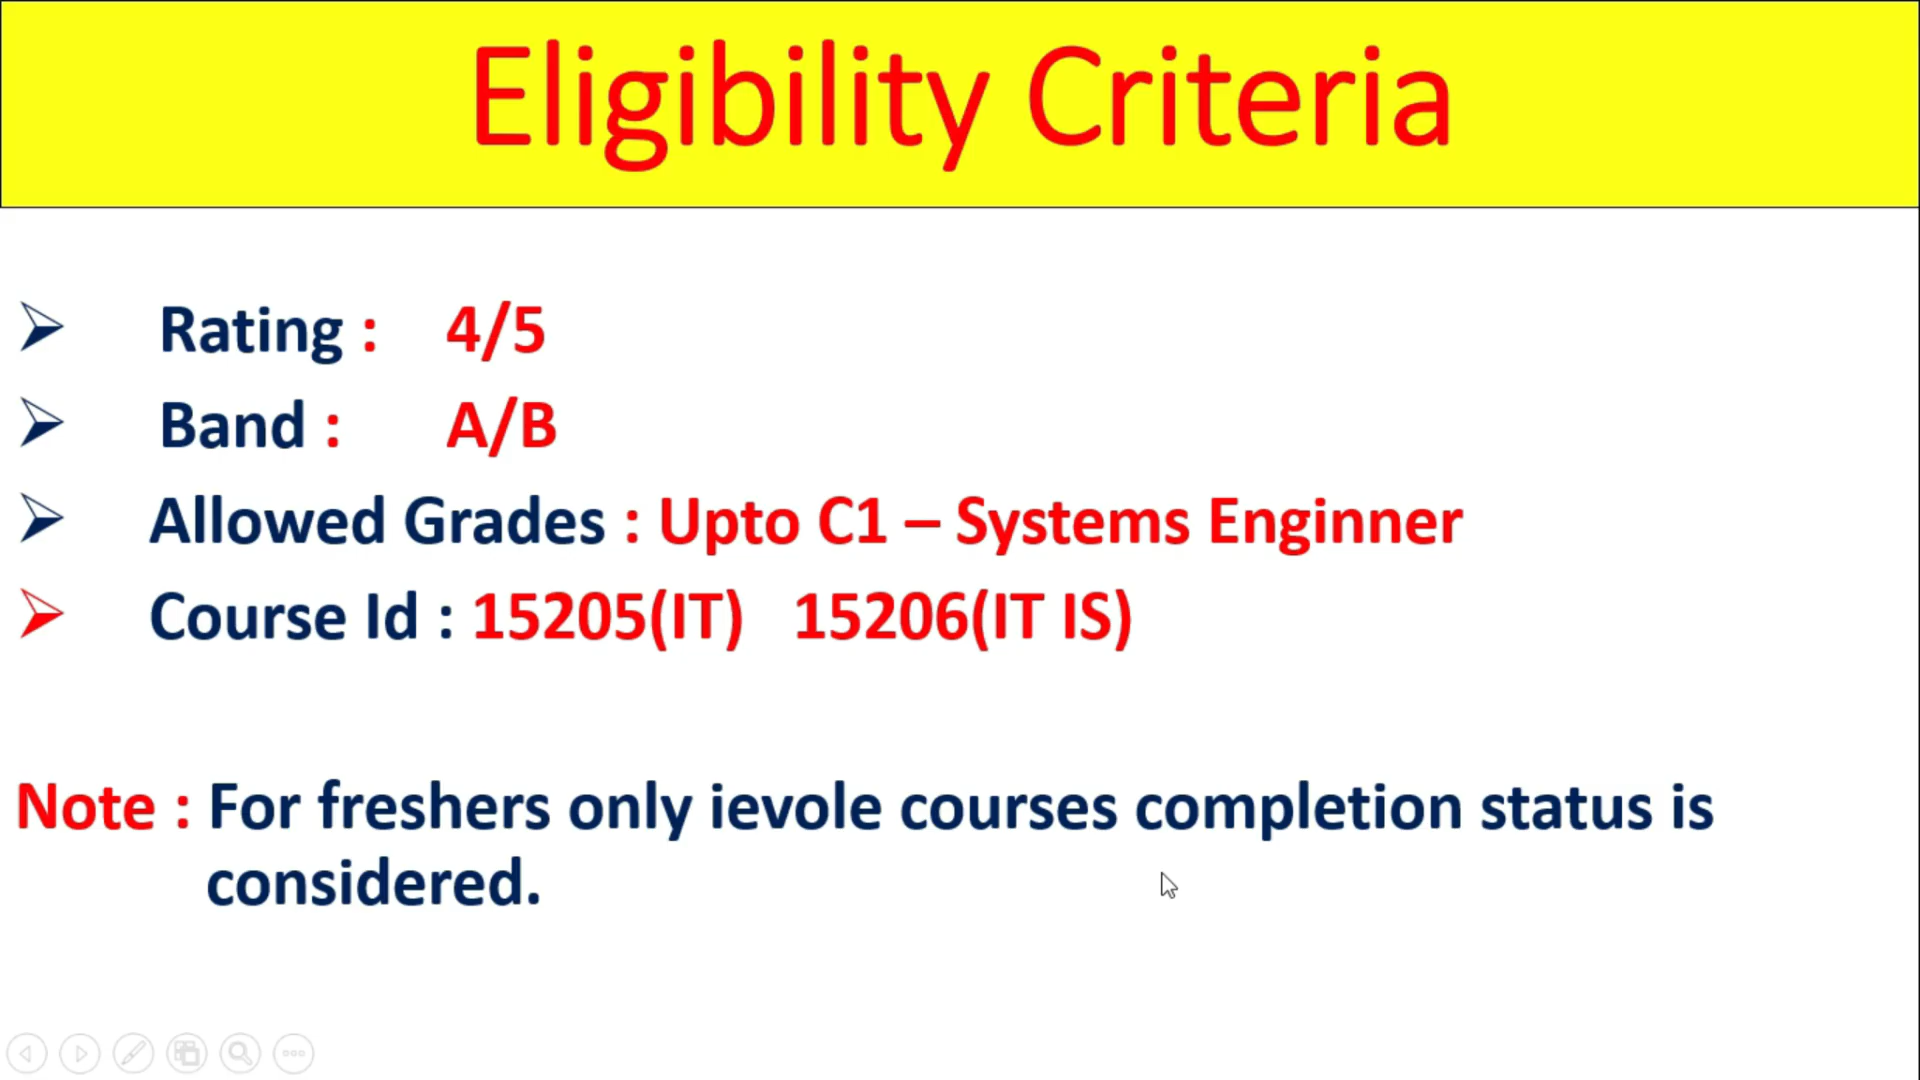 Eligibility Criteria
Rating : 4/5
Band : A/B
Allowed Grades : Upto C1 – Systems Enginner
Course Id : 15205(IT) 15206(IT IS)
Note : For freshers only ievole courses completion status is
considered.